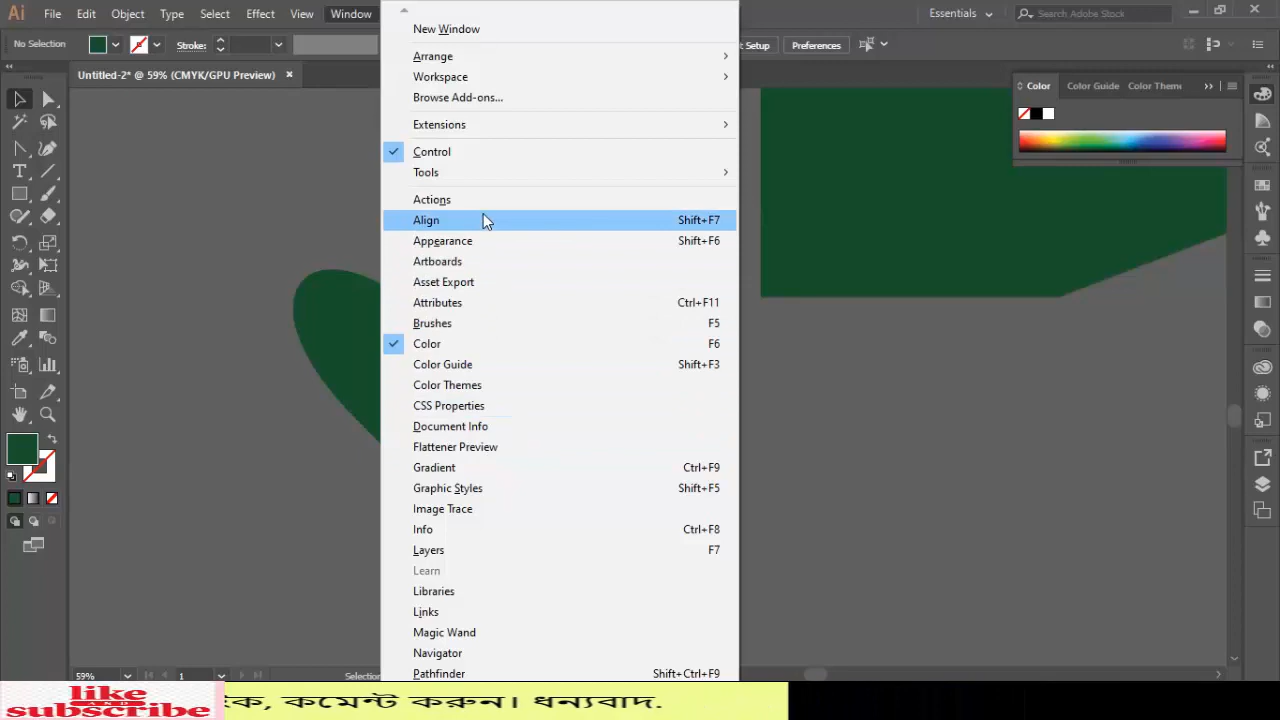 Ai File Edit Object Type Select Effect View Window Essentials Search Adobe Stock
No Selection Stroke: Setup Preferences
Untitled-2* @ 59% (CMYK/GPU Preview)
Color Color Guide Color Them
New Window
Arrange
Workspace
Browse Add-ons...
Extensions
Control
Tools
Actions
Align Shift+F7
Appearance Shift+F6
Artboards
Asset Export
Attributes Ctrl+F11
Brushes F5
Color F6
Color Guide Shift+F3
Color Themes
CSS Properties
Document Info
Flattener Preview
Gradient Ctrl+F9
Graphic Styles Shift+F5
Image Trace
Info Ctrl+F8
Layers F7
Learn
Libraries
Links
Magic Wand
Navigator
Pathfinder Shift+Ctrl+F9
59% 1 Selection
like
subscribe
কমেন্ট করুন। ধন্যবাদ.